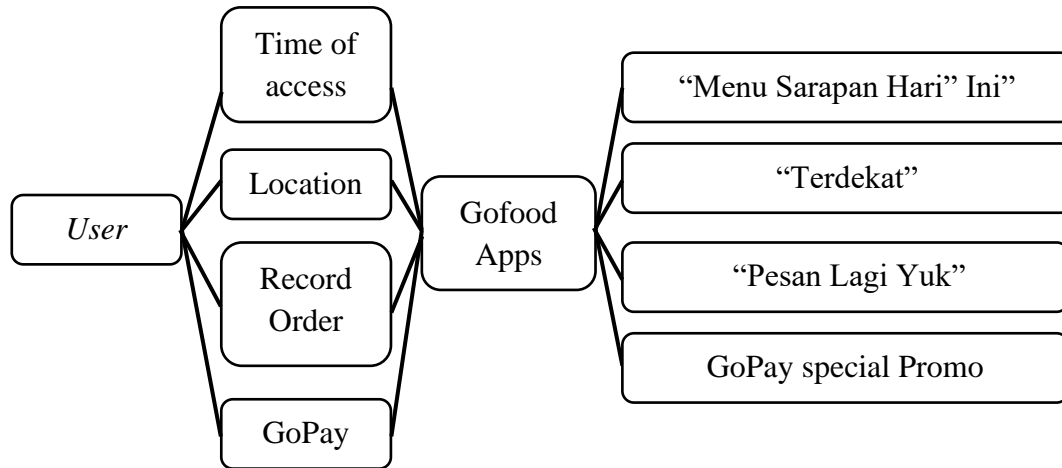 User
Time of
access
Location
Record
Order
GoPay
Gofood
Apps
“Menu Sarapan Hari” Ini”
“Terdekat”
“Pesan Lagi Yuk”
GoPay special Promo